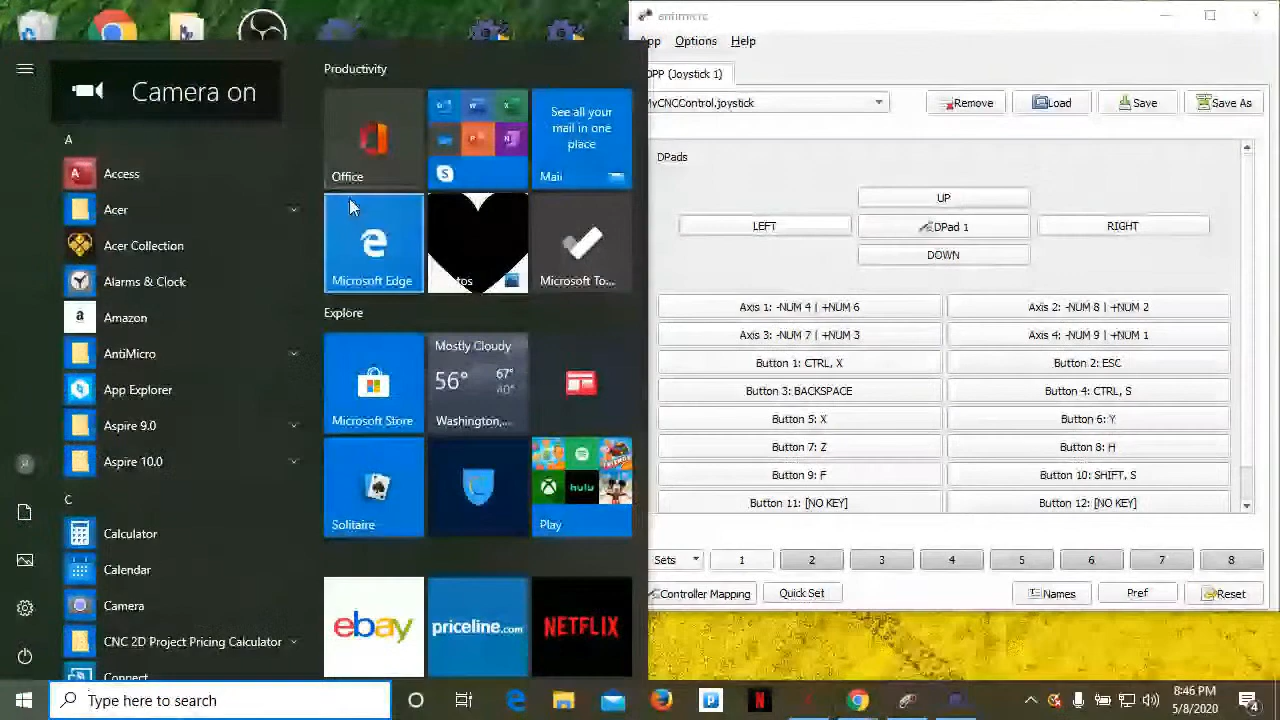 antimicro
App Options Help
OPP (Joystick 1)
MyCNCControl.joystick
Remove
Load
Save
Save As
DPads
UP
LEFT
DPad 1
RIGHT
DOWN
Axis 1: -NUM 4 | +NUM 6
Axis 2: -NUM 8 | +NUM 2
Axis 3: -NUM 7 | +NUM 3
Axis 4: -NUM 9 | +NUM 1
Button 1: CTRL, X
Button 2: ESC
Button 3: BACKSPACE
Button 4: CTRL, S
Button 5: X
Button 6: Y
Button 7: Z
Button 8: H
Button 9: F
Button 10: SHIFT, S
Button 11: [NO KEY]
Button 12: [NO KEY]
Sets
1
2
3
4
5
6
7
8
Controller Mapping
Quick Set
Names
Pref
Reset
Camera on
A
Access
Acer
Acer Collection
Alarms & Clock
Amazon
AntiMicro
App Explorer
Aspire 9.0
Aspire 10.0
C
Calculator
Calendar
Camera
CNC 2D Project Pricing Calculator
Connect
Productivity
Office
See all your
mail in one
place
Mail
Microsoft Edge
tos
Microsoft To...
Explore
Microsoft Store
Mostly Cloudy
56°
67°
40°
Washington,...
Solitaire
hulu
Play
ebay
priceline.com
NETFLIX
Type here to search
8:46 PM
5/8/2020
4